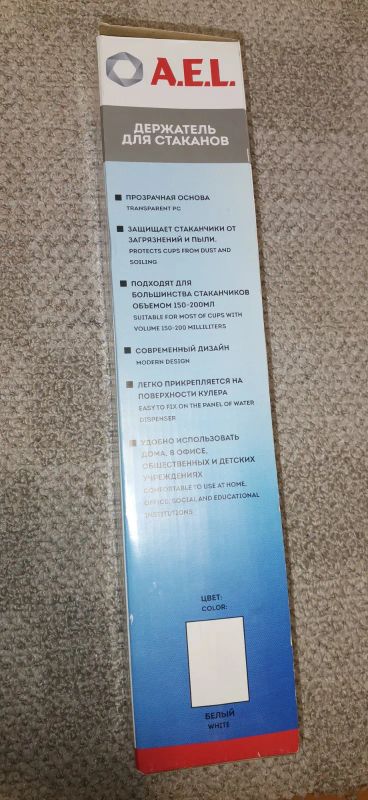 A.E.L.
ДЕРЖАТЕЛЬ
ДЛЯ СТАКАНОВ
ПРОЗРАЧНАЯ ОСНОВА
TRANSPARENT PC
ЗАЩИЩАЕТ СТАКАНЧИКИ ОТ
ЗАГРЯЗНЕНИЙ И ПЫЛИ.
PROTECTS CUPS FROM DUST AND
SOILING
ПОДХОДЯТ ДЛЯ
БОЛЬШИНСТВА СТАКАНЧИКОВ
ОБЪЕМОМ 150-200МЛ
SUITABLE FOR MOST OF CUPS WITH
VOLUME 150-200 MILLILITERS
СОВРЕМЕННЫЙ ДИЗАЙН
MODERN DESIGN
ЛЕГКО ПРИКРЕПЛЯЕТСЯ НА
ПОВЕРХНОСТИ КУЛЕРА
EASY TO FIX ON THE PANEL OF WATER
DISPENSER
УДОБНО ИСПОЛЬЗОВАТЬ
ДОМА, В ОФИСЕ,
ОБЩЕСТВЕННЫХ И ДЕТСКИХ
УЧРЕЖДЕНИЯХ
COMFORTABLE TO USE AT HOME,
OFFICE, SOCIAL AND EDUCATIONAL
INSTITUTIONS
ЦВЕТ:
COLOR:
БЕЛЫЙ
WHITE